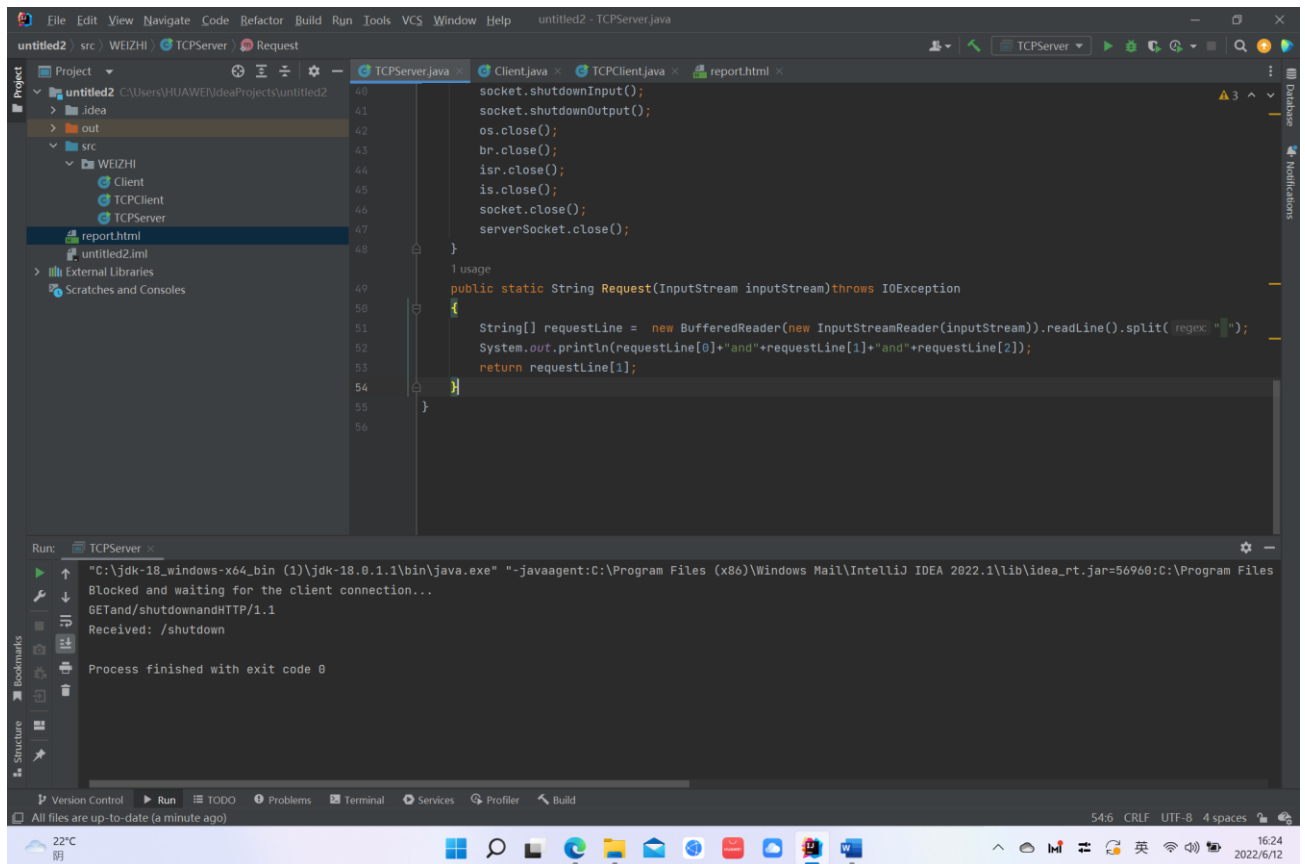 File Edit View Navigate Code Refactor Build Run Tools VCS Window Help untitled2 - TCPServer.java
untitled2 src WEIZHI TCPServer Request TCPServer
Project TCPServer.java Client.java TCPClient.java report.html
Project
untitled2 C:\Users\HUAWEI\IdeaProjects\untitled2
.idea
out
src
WEIZHI
Client
TCPClient
TCPServer
report.html
untitled2.iml
External Libraries
Scratches and Consoles
3
40 socket.shutdownInput();
41 socket.shutdownOutput();
42 os.close();
43 br.close();
44 isr.close();
45 is.close();
46 socket.close();
47 serverSocket.close();
48 }
1 usage
49 public static String Request(InputStream inputStream)throws IOException
50 {
51 String[] requestLine = new BufferedReader(new InputStreamReader(inputStream)).readLine().split( regex: " ");
52 System.out.println(requestLine[0]+"and"+requestLine[1]+"and"+requestLine[2]);
53 return requestLine[1];
54 }
55 }
56
Database
Notifications
Run: TCPServer
"C:\jdk-18_windows-x64_bin (1)\jdk-18.0.1.1\bin\java.exe" "-javaagent:C:\Program Files (x86)\Windows Mail\IntelliJ IDEA 2022.1\lib\idea_rt.jar=56960:C:\Program Files
Blocked and waiting for the client connection...
GETand/shutdownandHTTP/1.1
Received: /shutdown
Process finished with exit code 0
Bookmarks
Structure
Version Control Run TODO Problems Terminal Services Profiler Build
All files are up-to-date (a minute ago) 54:6 CRLF UTF-8 4 spaces
22°C
阴
英
16:24
2022/6/12